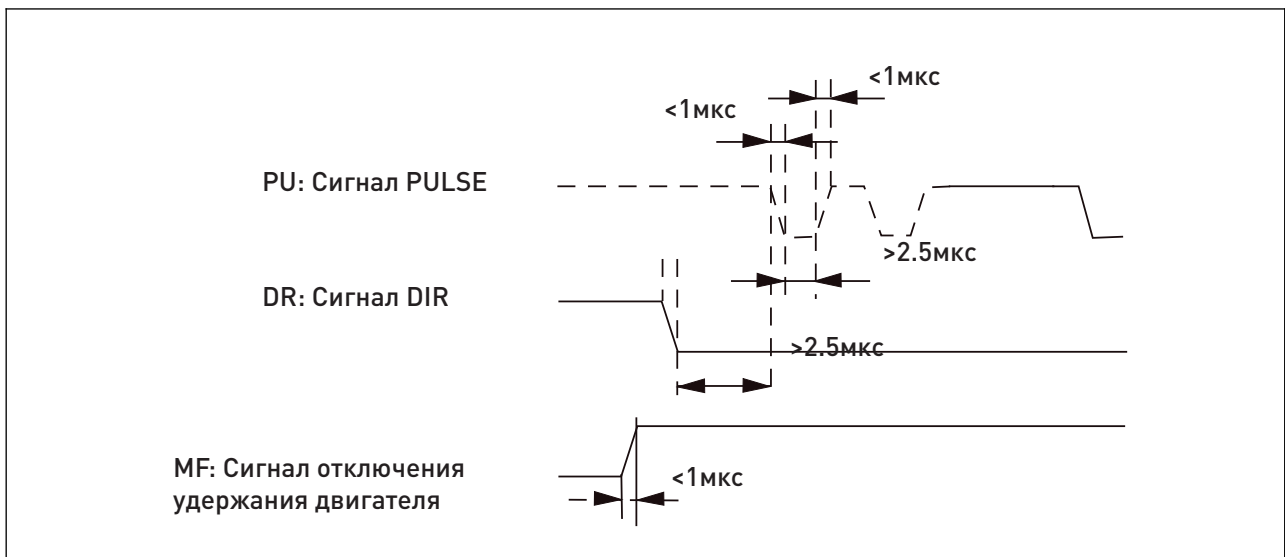 <1мкс
<1мкс
PU: Сигнал PULSE
>2.5мкс
DR: Сигнал DIR
>2.5мкс
MF: Сигнал отключения
удержания двигателя
<1мкс